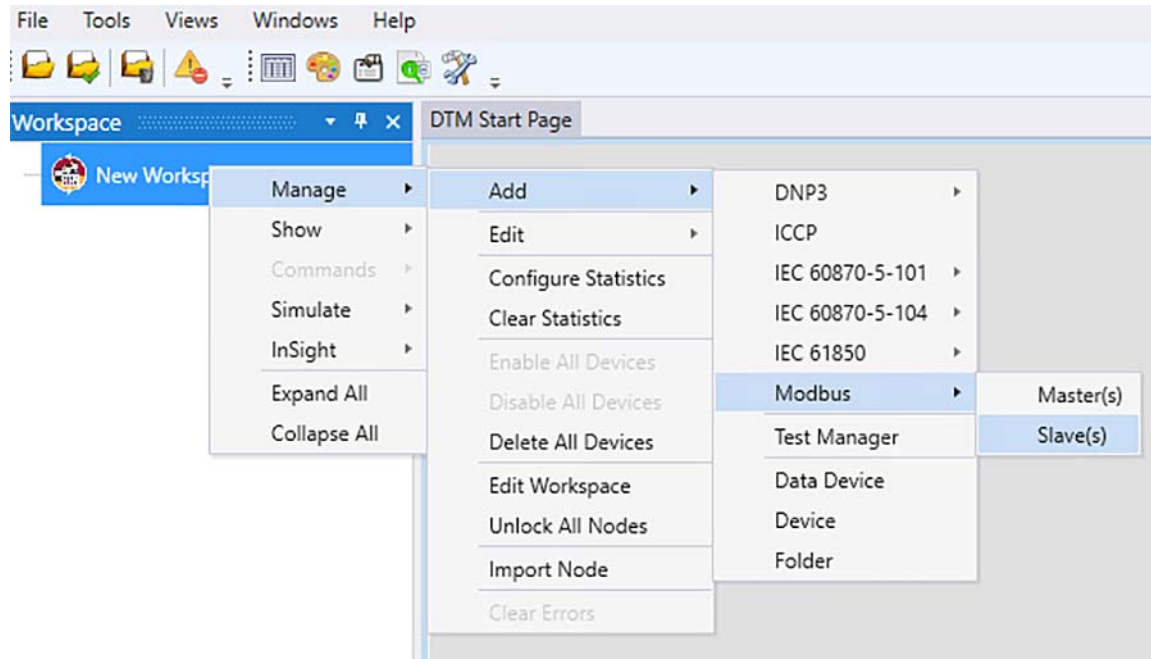 File Tools Views Windows Help
Workspace
DTM Start Page
New Worksp
Manage
Show
Commands
Simulate
InSight
Expand All
Collapse All
Add
Edit
Configure Statistics
Clear Statistics
Enable All Devices
Disable All Devices
Delete All Devices
Edit Workspace
Unlock All Nodes
Import Node
Clear Errors
DNP3
ICCP
IEC 60870-5-101
IEC 60870-5-104
IEC 61850
Modbus
Test Manager
Data Device
Device
Folder
Master(s)
Slave(s)